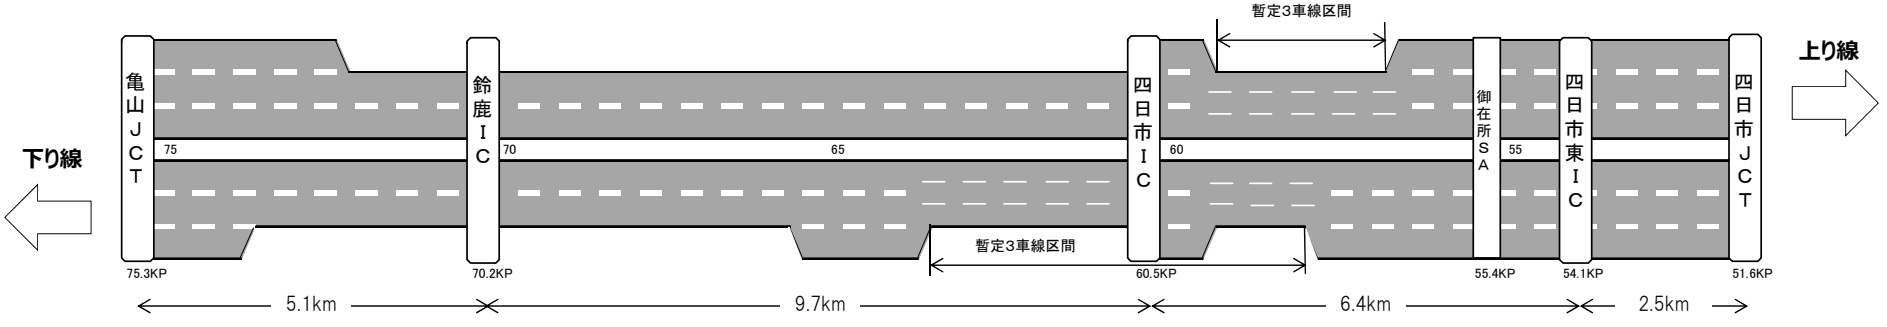 暫定3車線区間
上り線
亀山JCT
鈴鹿IC
四日市IC
御在所SA
四日市東IC
四日市JCT
下り線
75
70
65
60
55
暫定3車線区間
75.3KP
70.2KP
60.5KP
55.4KP
54.1KP
51.6KP
5.1km
9.7km
6.4km
2.5km